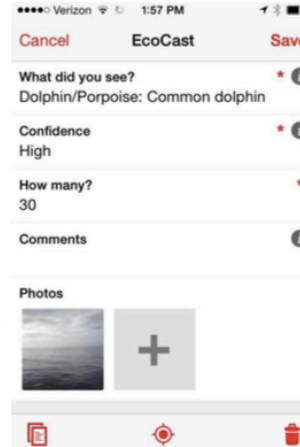 Verizon 1:57 PM
Cancel EcoCast Save
What did you see? *
Dolphin/Porpoise: Common dolphin
Confidence *
High
How many? *
30
Comments
Photos
+